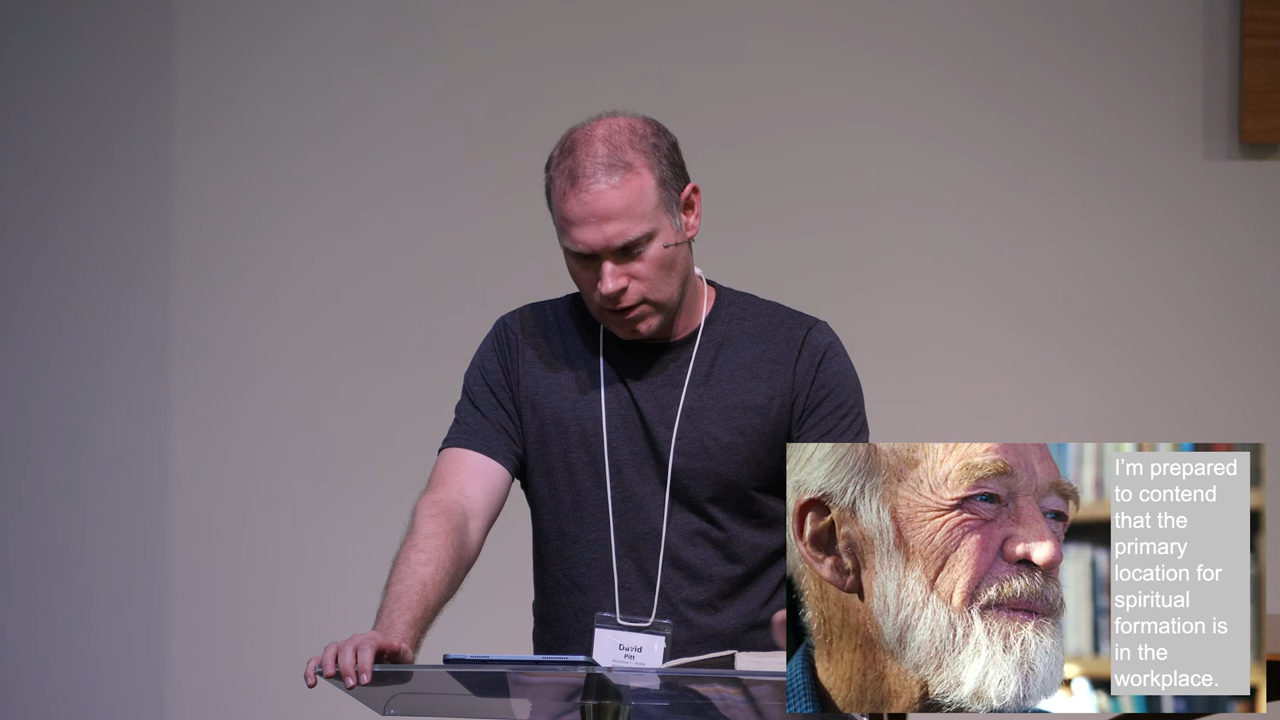 David
Pitt
I'm prepared
to contend
that the
primary
location for
spiritual
formation is
in the
workplace.